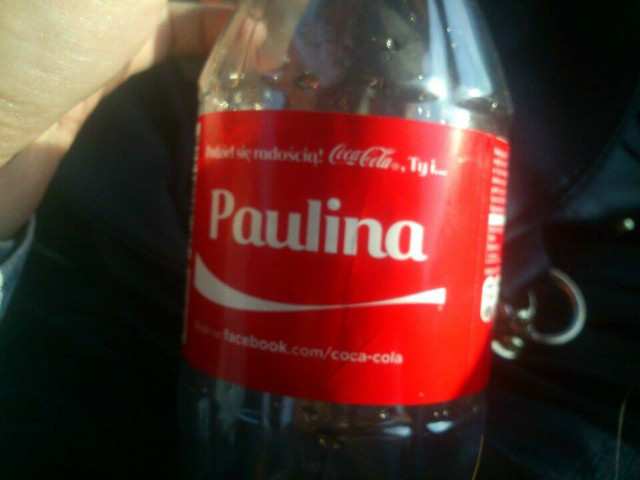 Podziel się radością! Coca-Cola®, Ty i...
Paulina
facebook.com/coca-cola